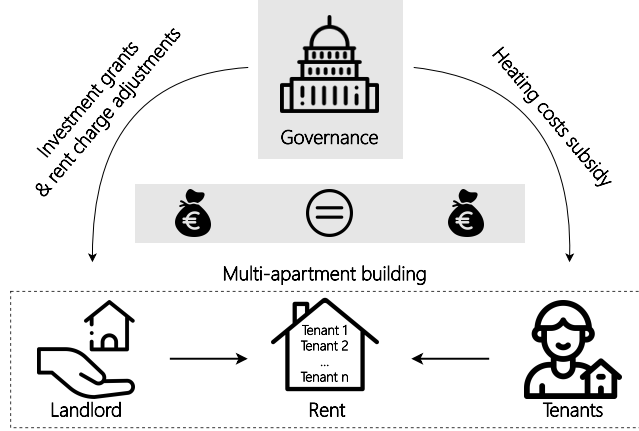 Investment grants
& rent charge adjustments
Governance
Heating costs subsidy
€
=
€
Multi-apartment building
Tenant 1
Tenant 2
...
Tenant n
Landlord
Rent
Tenants